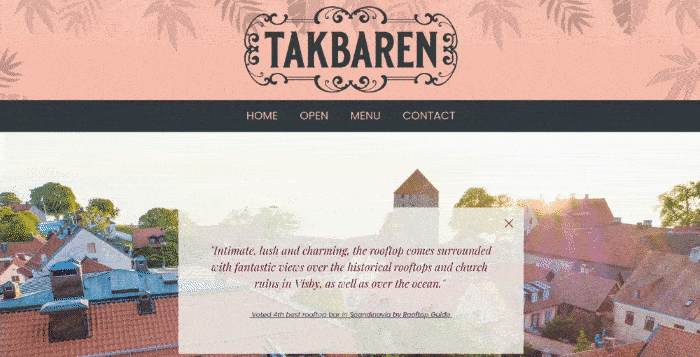 TAKBAREN
HOME OPEN MENU CONTACT
"Intimate, lush and charming, the rooftop comes surrounded
with fantastic views over the historical rooftops and church
ruins in Visby, as well as over the ocean."
Voted 4th best rooftop bar in Scandinavia by Rooftop Guide.